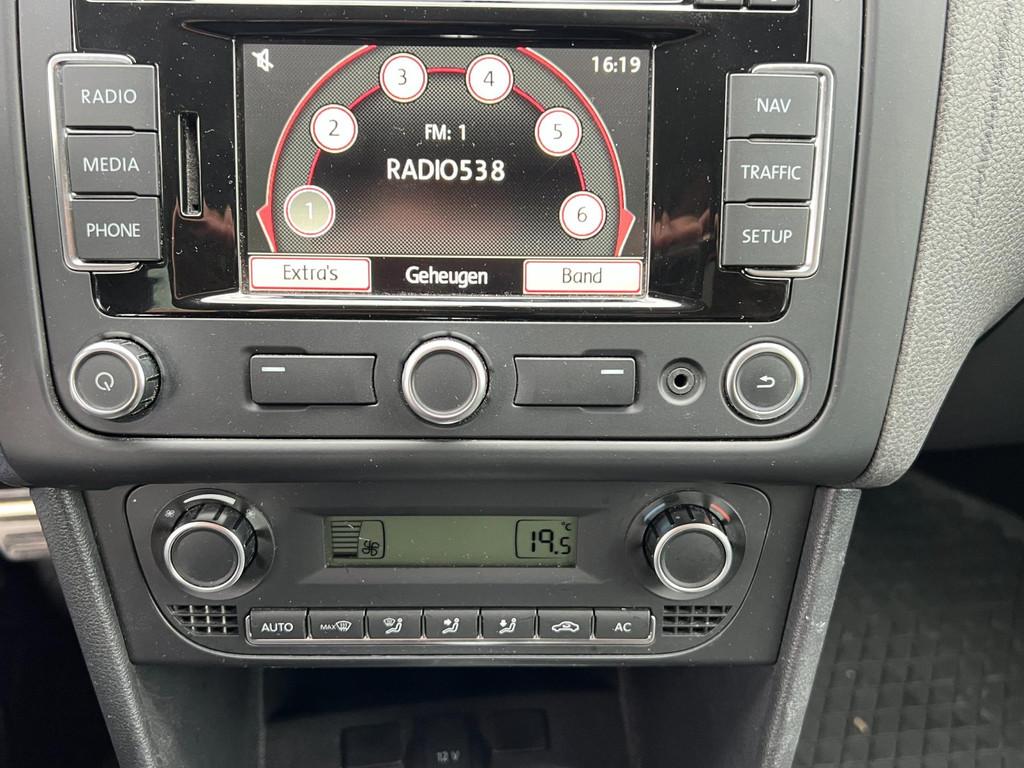 16:19
3 4
RADIO
NAV
2 FM: 1 5
MEDIA
RADIO538
TRAFFIC
1 6
PHONE
SETUP
Extra's Geheugen Band
19.5 °C
AUTO MAX AC
12 V